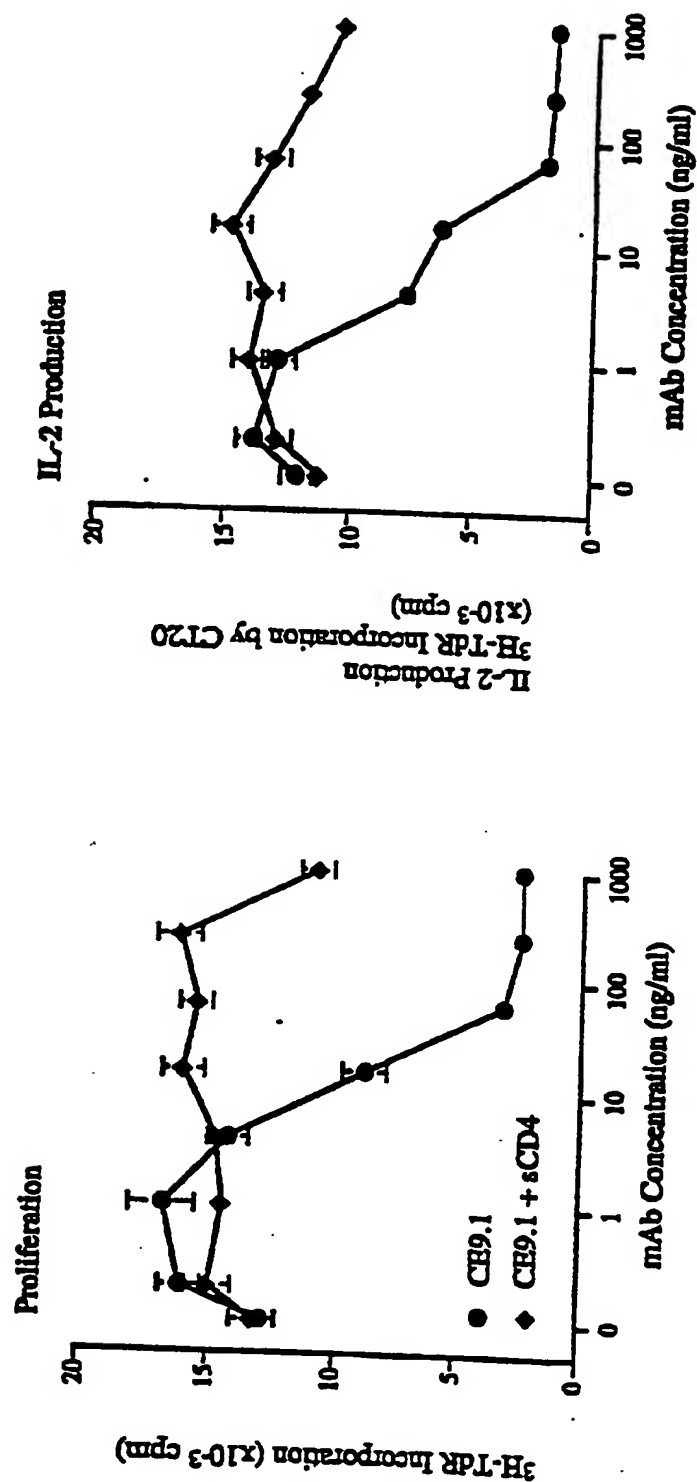 Proliferation
3H-TdR Incorporation (x10-3 cpm)
20
15
10
5
0
CE9.1
CE9.1 + sCD4
0
1
10
100
1000
mAb Concentration (ng/ml)
IL-2 Production
IL-2 Production
3H-TdR Incorporation by CT20
(x10-3 cpm)
20
15
10
5
0
0
1
10
100
1000
mAb Concentration (ng/ml)